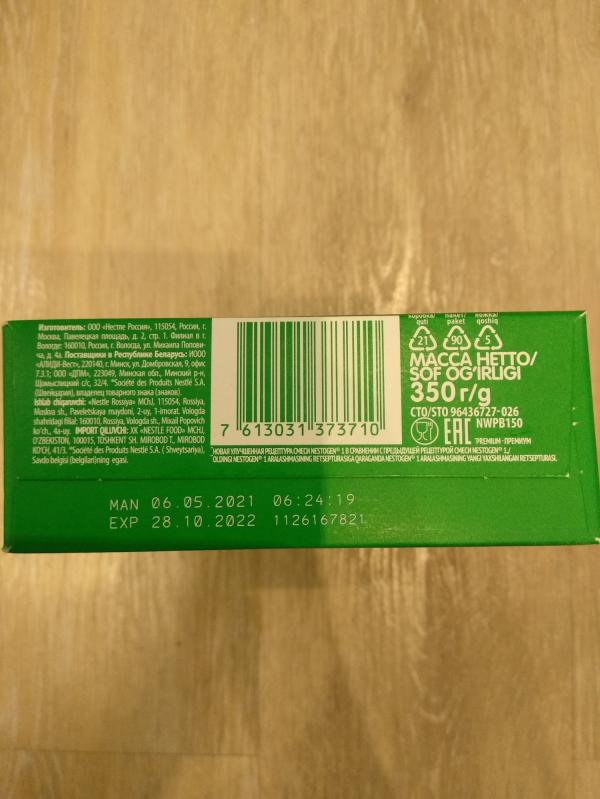 Изготовитель: ООО «Нестле Россия», 115054, Россия, г.
Москва, Павелецкая площадь, д. 2, стр. 1. Филиал в г.
Вологде: 160010, Россия, г. Вологда, ул. Михаила Попови-
ча, д. 4а. Поставщики в Республике Беларусь: ИООО
«АЛИДИ-Вест», 220140, г. Минск, ул. Домбровская, 9, офис
7.3.1; ООО «ДПМ», 223049, Минская обл., Минский р-н,
Щомыслицкий с/с, 32/4. *Société des Produits Nestlé S.A.
(Швейцария), владелец товарного знака (знаков).
Ishlab chiqaruvchi: «Nestle Rossiya» MChJ, 115054, Rossiya,
Moskva sh., Paveletskaya maydoni, 2-uy, 1-imorat. Vologda
shahridagi filial: 160010, Rossiya, Vologda sh., Mixail Popovich
ko'ch., 4a-uy. IMPORT QILUVCHI: XK «NESTLE FOOD» MCHJ,
O'ZBEKISTON, 100015, TOSHKENT SH. MIROBOD T., MIROBOD
KO'CH, 41/3. *Société des Produits Nestlé S.A. ( Shveytsariya),
Savdo belgisi (belgilari)ning egasi.
7 613031 373710
коробка/ пакет/ ложка/
quti paket qoshiq
21 90 5
МАССА НЕТТО/
SOF OG'IRLIGI
350 г/g
СТО/STO 96436727-026
EAC NWPB150
*PREMIUM - ПРЕМИУМ
НОВАЯ УЛУЧШЕННАЯ РЕЦЕПТУРА СМЕСИ NESTOGEN® 1 В СРАВНЕНИИ С ПРЕДЫДУЩЕЙ РЕЦЕПТУРОЙ СМЕСИ NESTOGEN® 1./
OLDINGI NESTOGEN® 1 ARALASHMASINING RETSEPTURASIGA QARAGANDA NESTOGEN® 1 ARALASHMASINING YANGI YAXSHILANGAN RETSEPTURASI.
MAN 06.05.2021 06:24:19
EXP 28.10.2022 1126167821